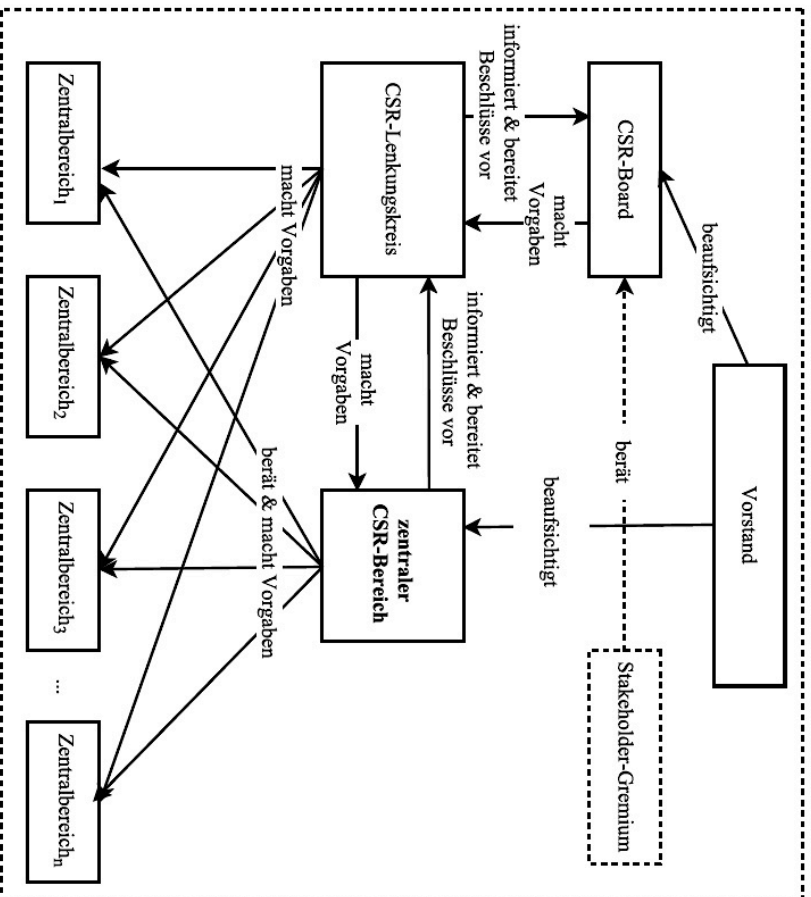 Vorstand
beaufsichtigt
beaufsichtigt
CSR-Board
berät
Stakeholder-Gremium
informiert & bereitet
Beschlüsse vor
macht
Vorgaben
CSR-Lenkungskreis
informiert & bereitet
Beschlüsse vor
macht
Vorgaben
zentraler
CSR-Bereich
macht Vorgaben
berät & macht Vorgaben
Zentralbereich₁
Zentralbereich₂
Zentralbereich₃
...
Zentralbereichₙ